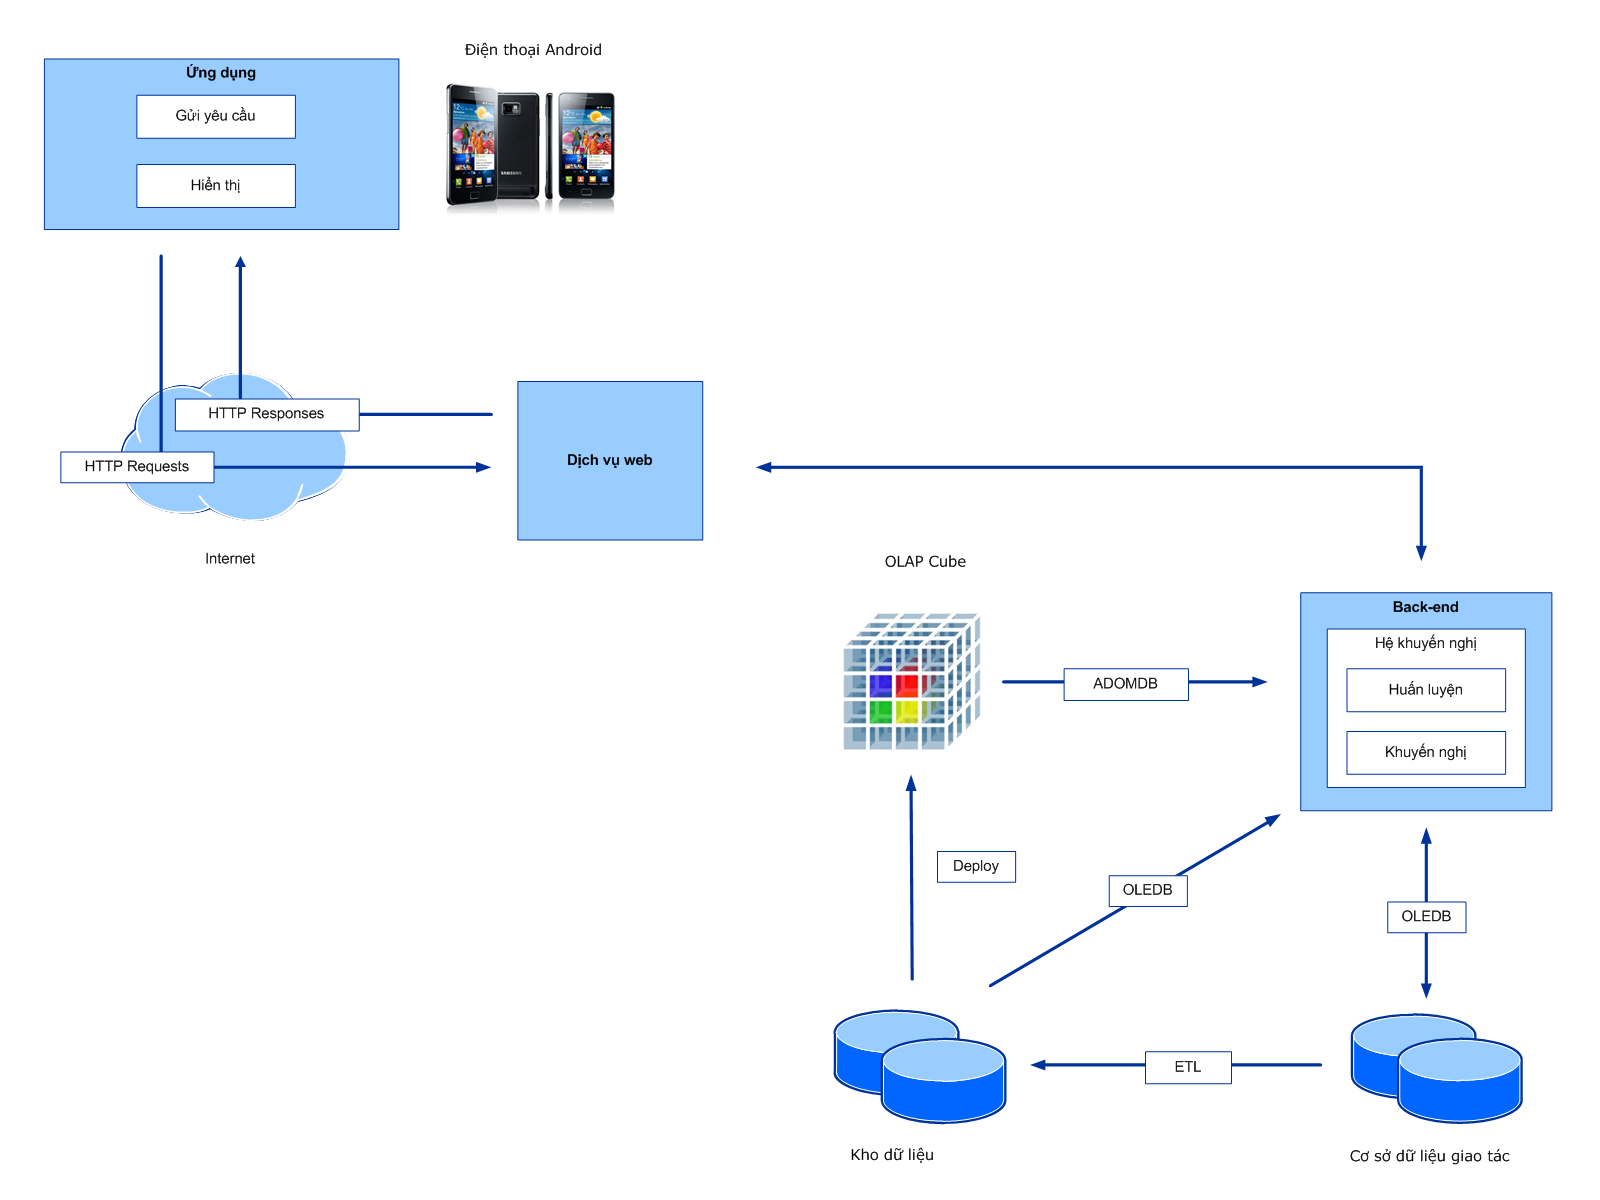 Điện thoại Android
Ứng dụng
Gửi yêu cầu
Hiển thị
HTTP Responses
HTTP Requests
Internet
Dịch vụ web
OLAP Cube
ADOMDB
Back-end
Hệ khuyến nghị
Huấn luyện
Khuyến nghị
Deploy
OLEDB
OLEDB
ETL
Kho dữ liệu
Cơ sở dữ liệu giao tác